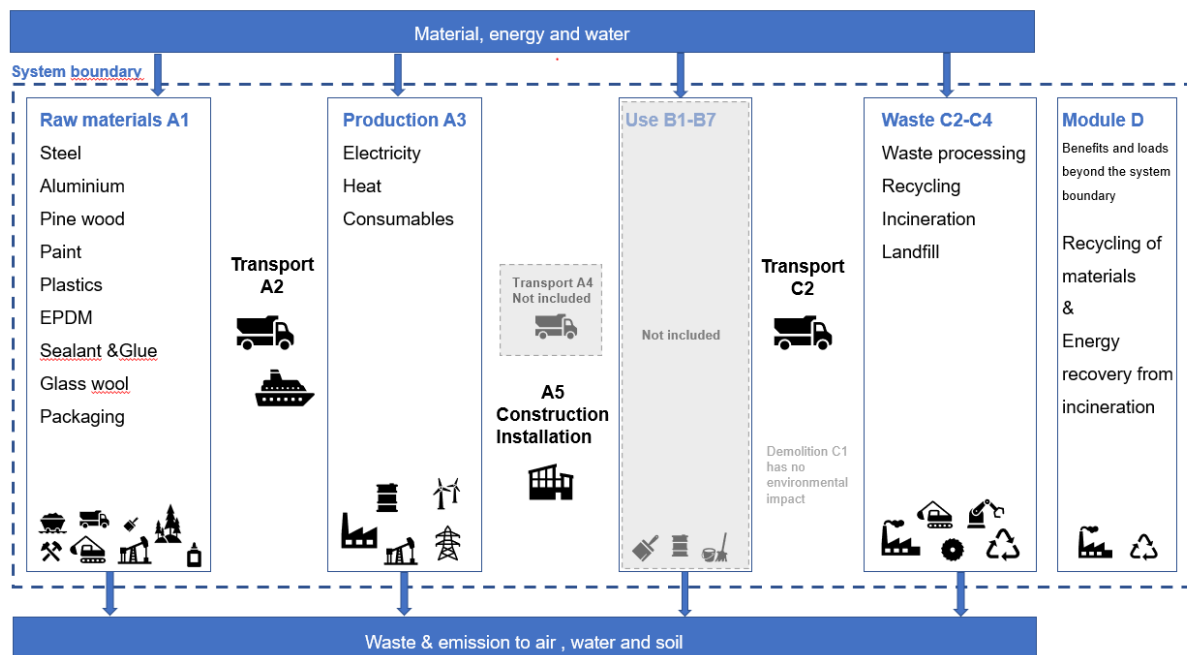 Material, energy and water
System boundary
Raw materials A1
Steel
Aluminium
Pine wood
Paint
Plastics
EPDM
Sealant &Glue
Glass wool
Packaging
Transport
A2
Production A3
Electricity
Heat
Consumables
Transport A4
Not included
A5
Construction
Installation
Use B1-B7
Not included
Transport
C2
Demolition C1
has no
environmental
impact
Waste C2-C4
Waste processing
Recycling
Incineration
Landfill
Module D
Benefits and loads
beyond the system
boundary
Recycling of
materials
&
Energy
recovery from
incineration
Waste & emission to air , water and soil